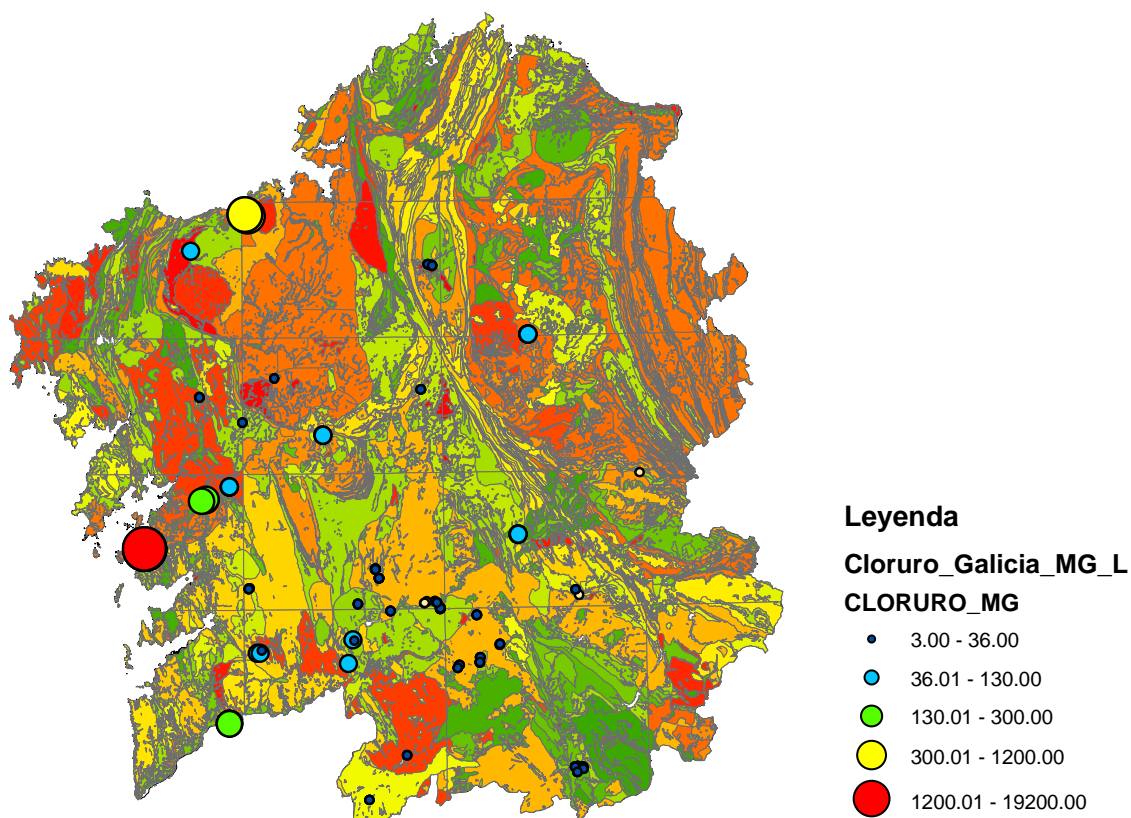 Leyenda
Cloruro_Galicia_MG_L
CLORURO_MG
3.00 - 36.00
36.01 - 130.00
130.01 - 300.00
300.01 - 1200.00
1200.01 - 19200.00